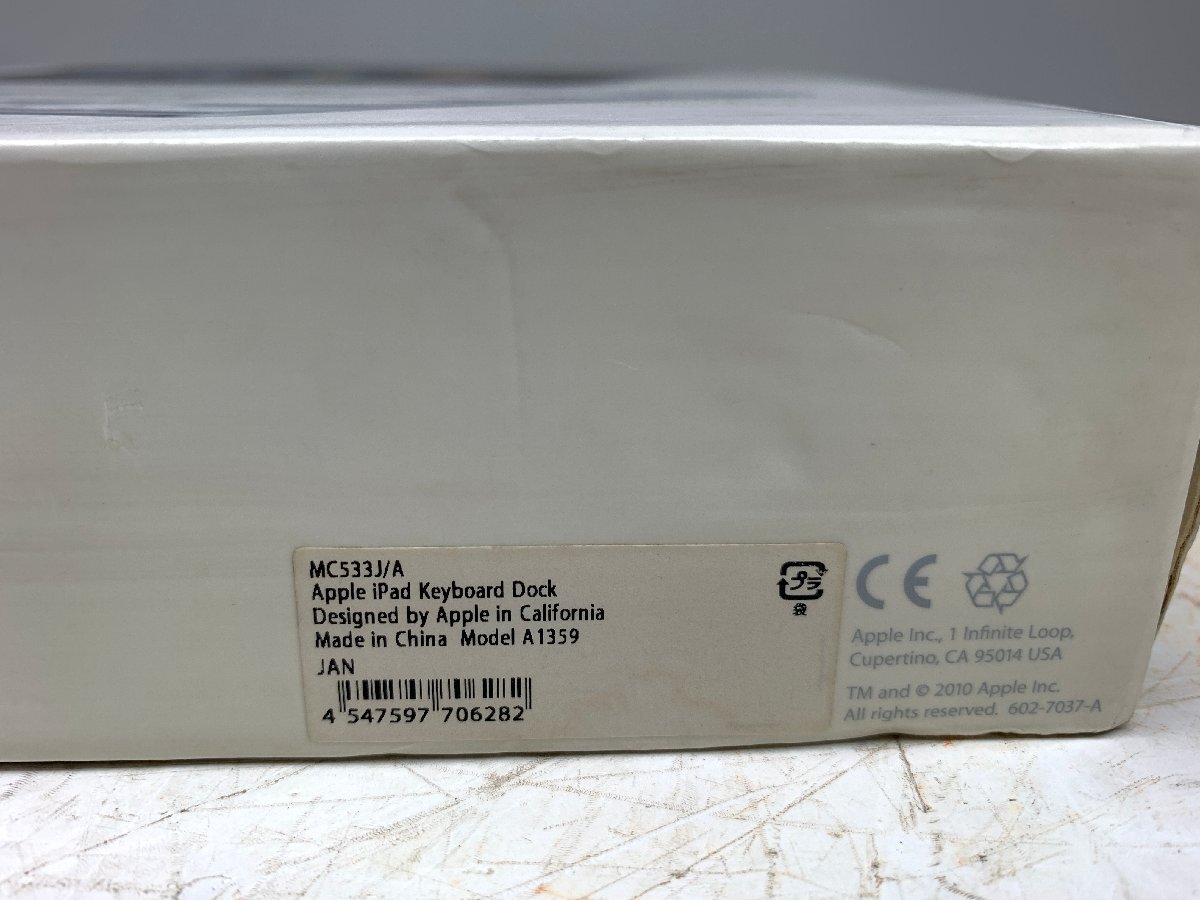 MC533J/A
Apple iPad Keyboard Dock
Designed by Apple in California
Made in China Model A1359
JAN
4 547597 706282
プラ
袋
CE
Apple Inc., 1 Infinite Loop,
Cupertino, CA 95014 USA
TM and © 2010 Apple Inc.
All rights reserved. 602-7037-A